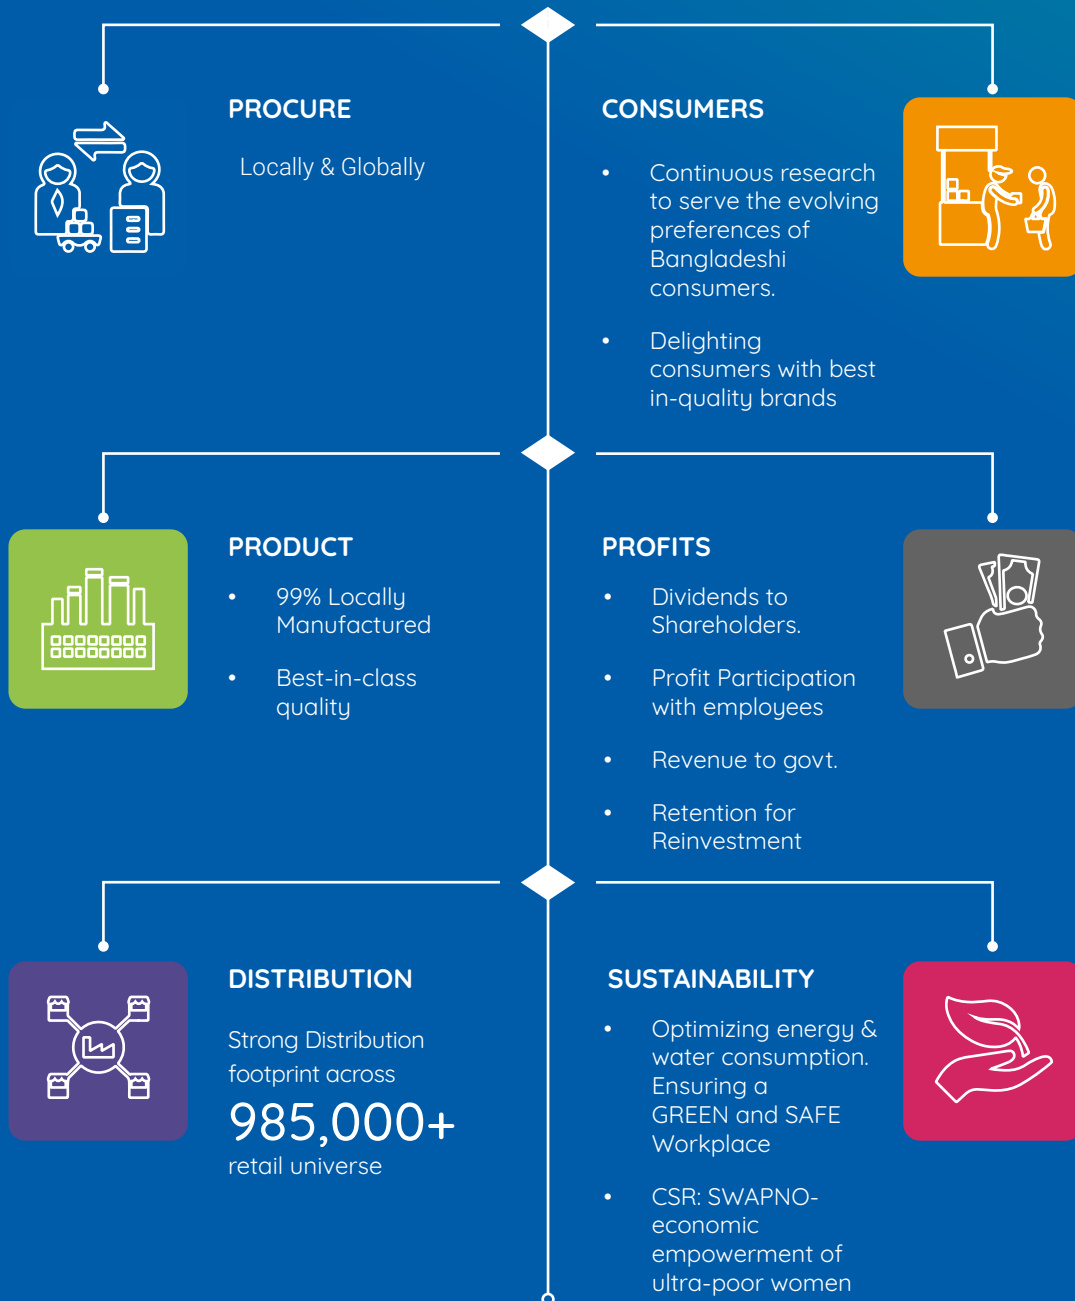 PROCURE
Locally & Globally
CONSUMERS
• Continuous research
to serve the evolving
preferences of
Bangladeshi
consumers.
• Delighting
consumers with best
in-quality brands
PRODUCT
• 99% Locally
Manufactured
• Best-in-class
quality
PROFITS
• Dividends to
Shareholders.
• Profit Participation
with employees
• Revenue to govt.
• Retention for
Reinvestment
DISTRIBUTION
Strong Distribution
footprint across
985,000+
retail universe
SUSTAINABILITY
• Optimizing energy &
water consumption.
Ensuring a
GREEN and SAFE
Workplace
• CSR: SWAPNO-
economic
empowerment of
ultra-poor women